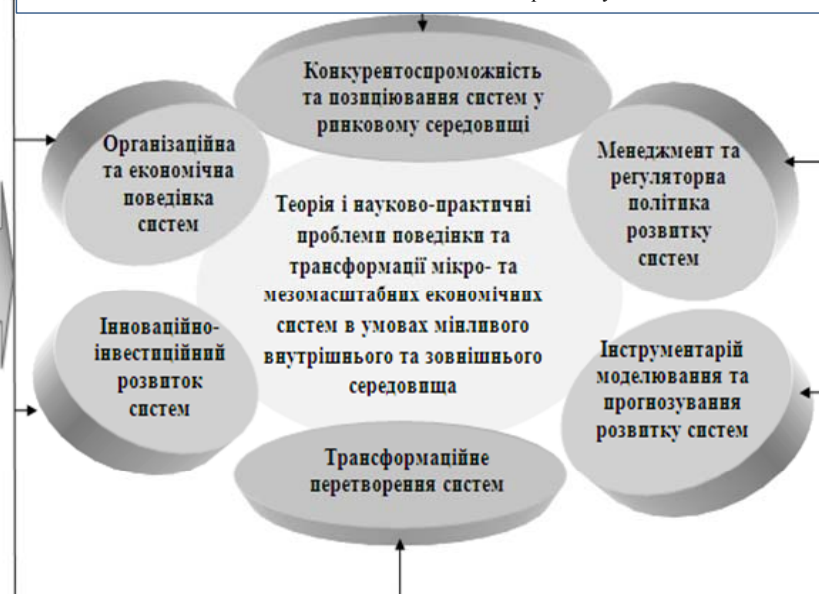 Конкурентоспроможність
та позиціювання систем у
ринковому середовищі
Організаційна
та економічна
поведінка
систем
Менеджмент та
регуляторна
політика
розвитку
систем
Теорія і науково-практичні
проблеми поведінки та
трансформації мікро- та
мезомасштабних економічних
систем в умовах мінливого
внутрішнього та зовнішнього
середовища
Інноваційно-
інвестиційний
розвиток
систем
Інструментарій
моделювання та
прогнозування
розвитку систем
Трансформаційне
перетворення систем